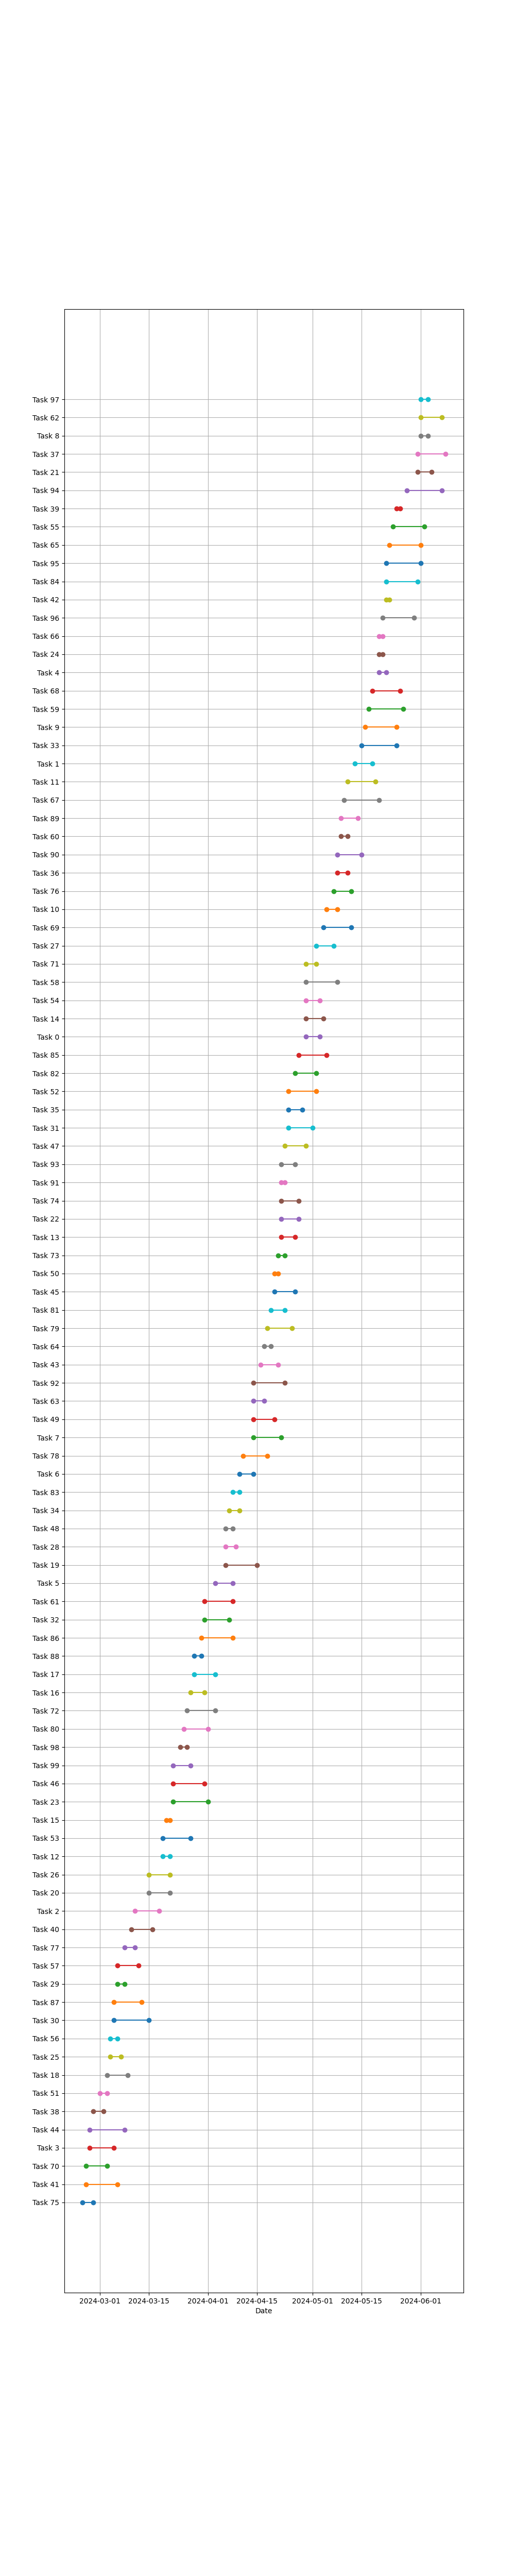 Task 97
Task 62
Task 8
Task 37
Task 21
Task 94
Task 39
Task 55
Task 65
Task 95
Task 84
Task 42
Task 96
Task 66
Task 24
Task 4
Task 68
Task 59
Task 9
Task 33
Task 1
Task 11
Task 67
Task 89
Task 60
Task 90
Task 36
Task 76
Task 10
Task 69
Task 27
Task 71
Task 58
Task 54
Task 14
Task 0
Task 85
Task 82
Task 52
Task 35
Task 31
Task 47
Task 93
Task 91
Task 74
Task 22
Task 13
Task 73
Task 50
Task 45
Task 81
Task 79
Task 64
Task 43
Task 92
Task 63
Task 49
Task 7
Task 78
Task 6
Task 83
Task 34
Task 48
Task 28
Task 19
Task 5
Task 61
Task 32
Task 86
Task 88
Task 17
Task 16
Task 72
Task 80
Task 98
Task 99
Task 46
Task 23
Task 15
Task 53
Task 12
Task 26
Task 20
Task 2
Task 40
Task 77
Task 57
Task 29
Task 87
Task 30
Task 56
Task 25
Task 18
Task 51
Task 38
Task 44
Task 3
Task 70
Task 41
Task 75
2024-03-01 2024-03-15 2024-04-01 2024-04-15 2024-05-01 2024-05-15 2024-06-01
Date